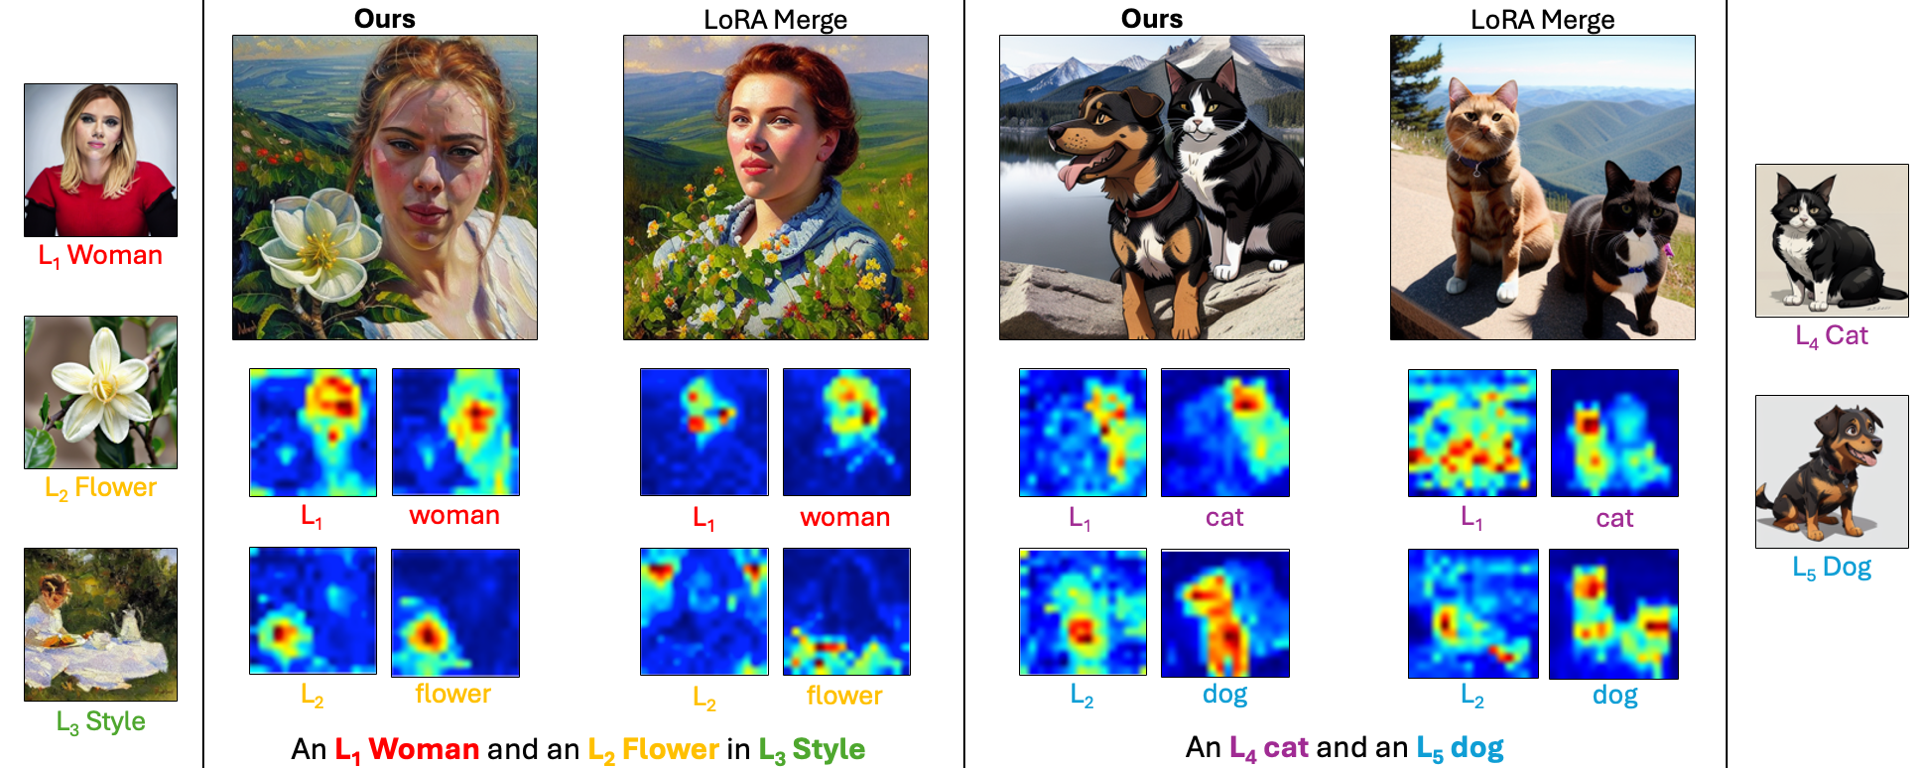 Ours
LoRA Merge
Ours
LoRA Merge
L₁ Woman
L₂ Flower
L₃ Style
L₁
woman
L₁
woman
L₁
cat
L₁
cat
L₂
flower
L₂
flower
L₂
dog
L₂
dog
An L₁ Woman and an L₂ Flower in L₃ Style
An L₄ cat and an L₅ dog
L₄ Cat
L₅ Dog